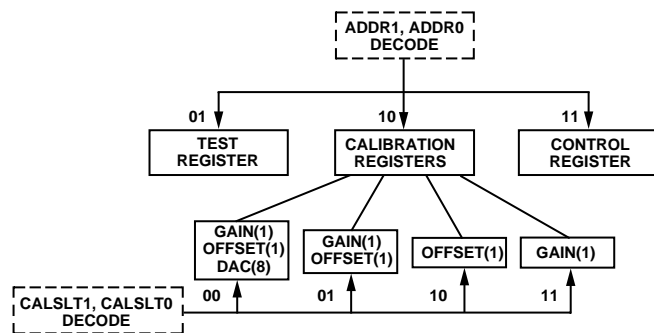 ADDR1, ADDR0
DECODE
01
10
11
TEST
REGISTER
CALIBRATION
REGISTERS
CONTROL
REGISTER
GAIN(1)
OFFSET(1)
DAC(8)
GAIN(1)
OFFSET(1)
OFFSET(1)
GAIN(1)
CALSLT1, CALSLT0
DECODE
00
01
10
11